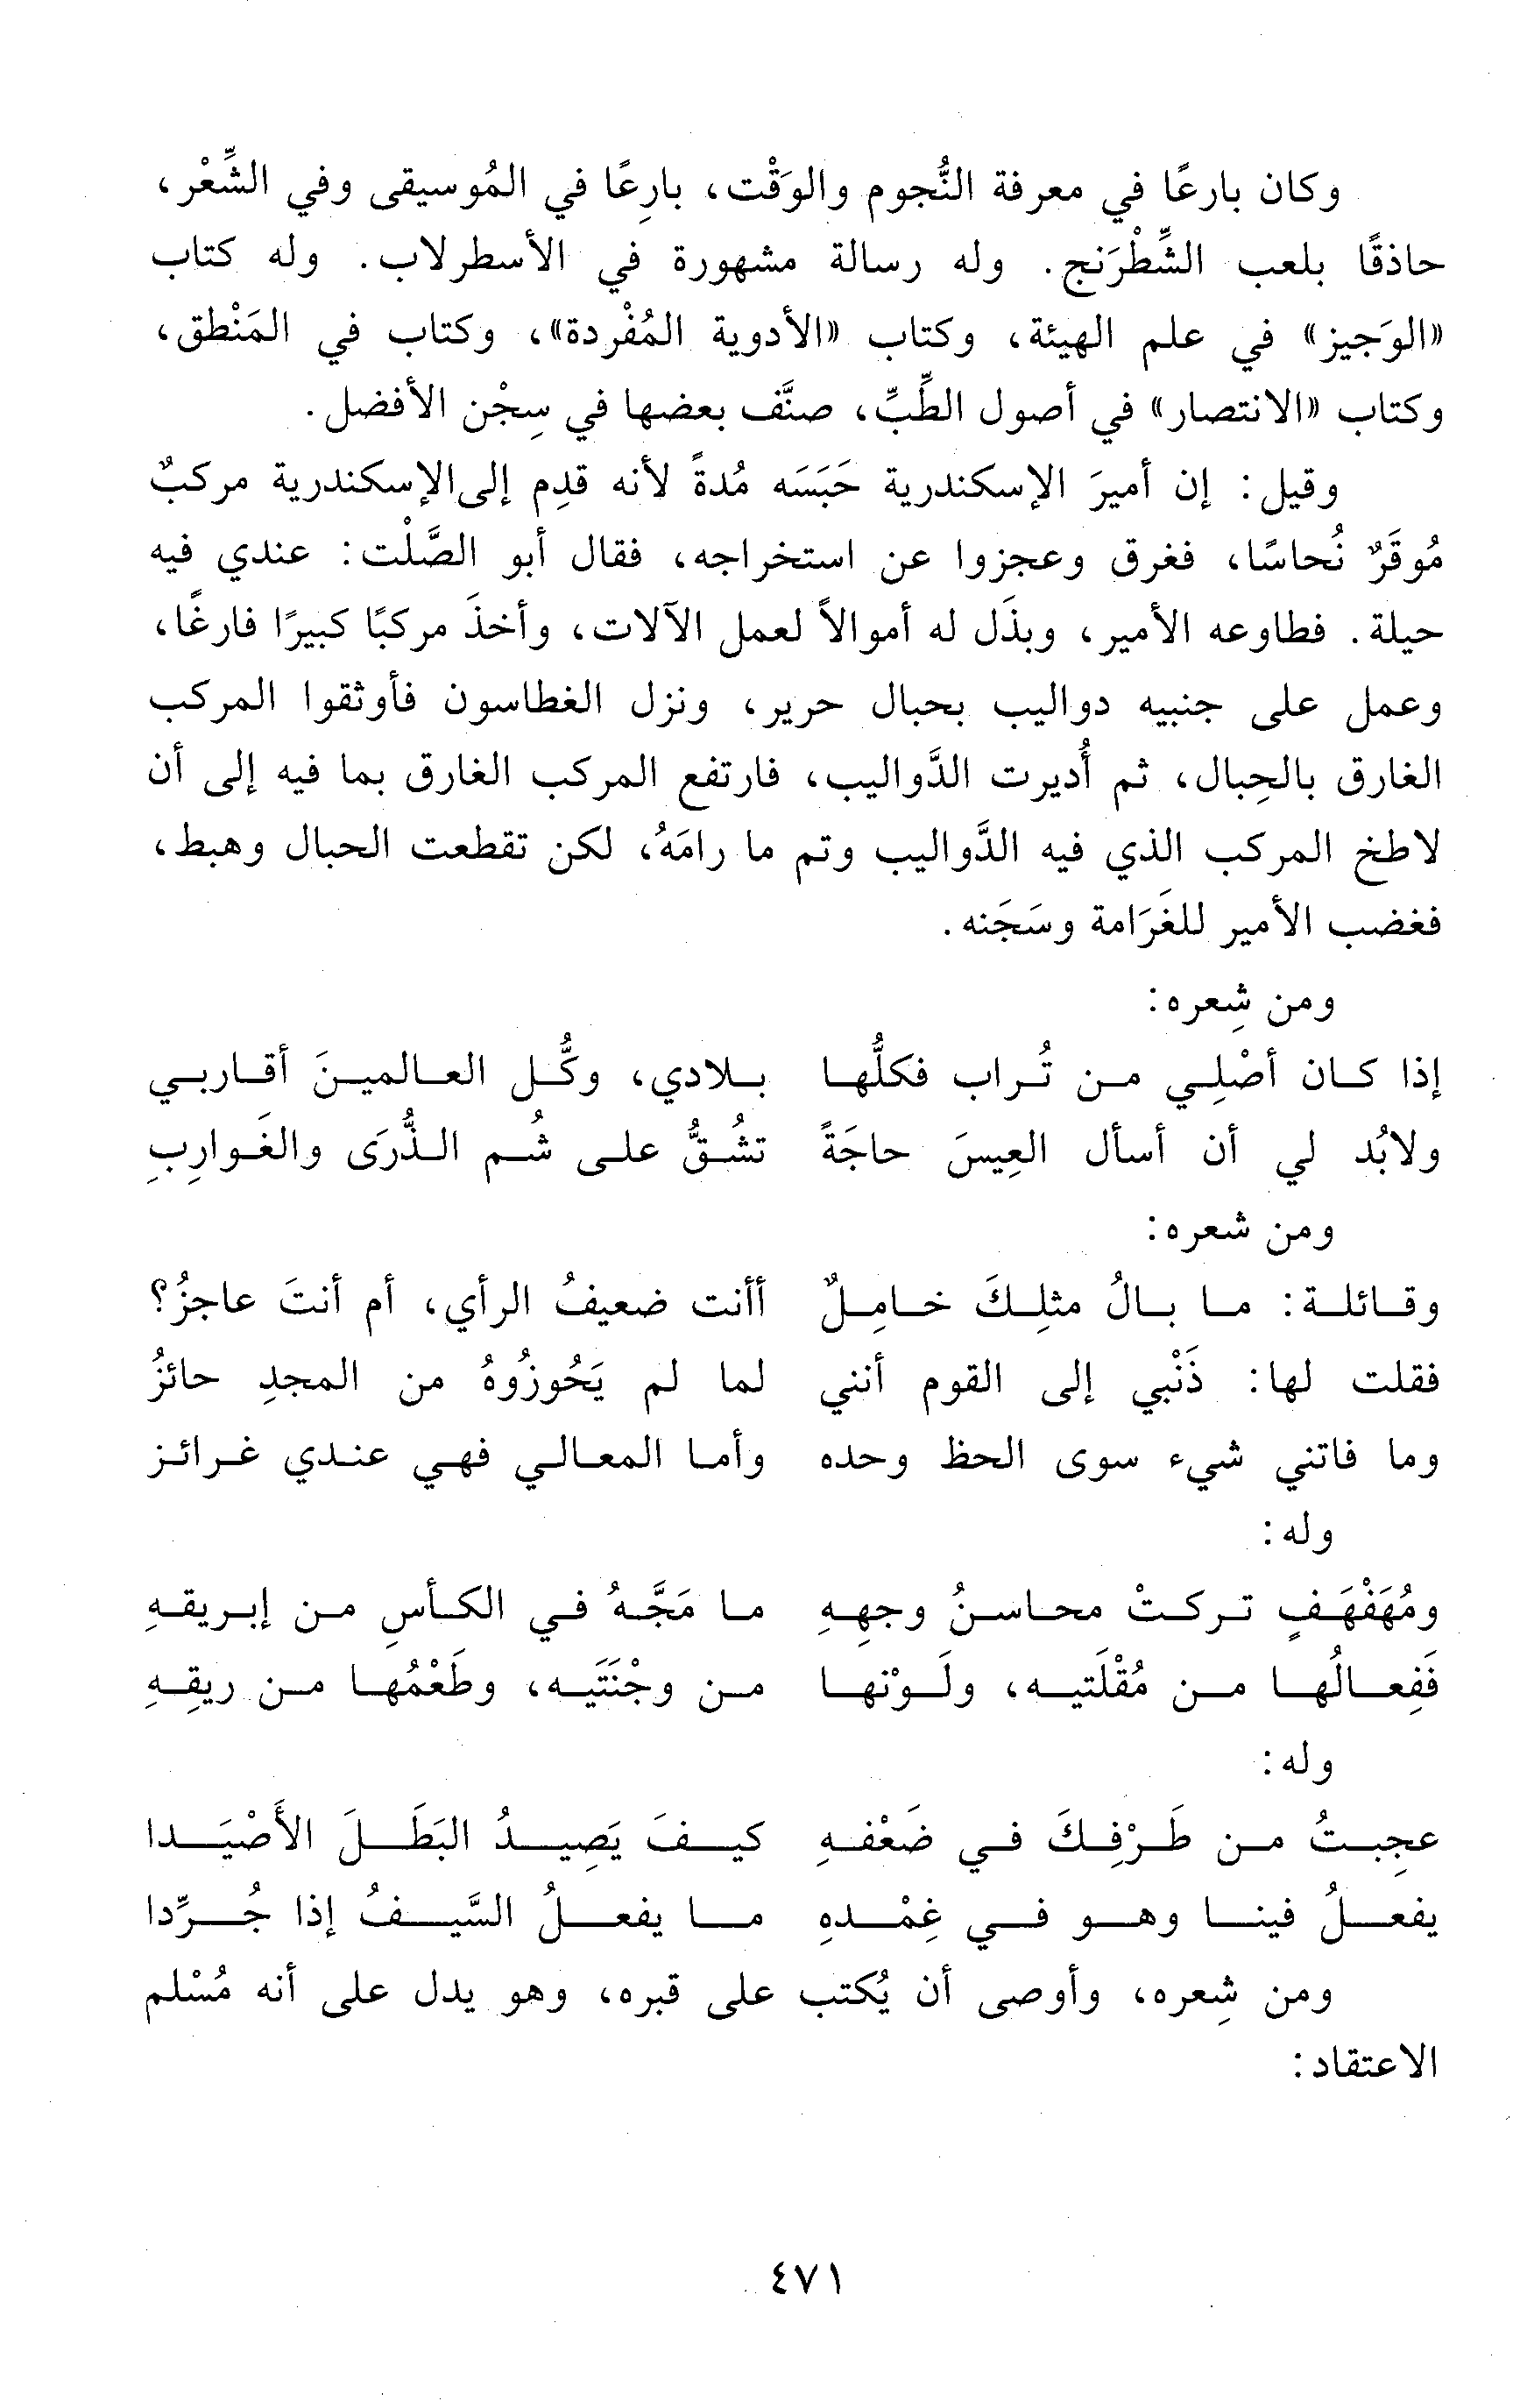 وكان بارعًا في معرفة النُّجوم والوَقْت، بارِعًا في المُوسيقى وفي الشِّعْر،
حاذقًا بلعب الشِّطْرَنج. وله رسالة مشهورة في الأسطرلاب. وله كتاب
«الوَجيز» في علم الهيئة، وكتاب «الأدوية المُفْردة»، وكتاب في المَنْطق،
وكتاب «الانتصار» في أصول الطِّبِّ، صنَّف بعضها في سِجْن الأفضل.
وقيل: إن أميرَ الإسكندرية حَبَسَه مُدةً لأنه قدِم إلى الإسكندرية مركبٌ
مُوقَرٌ نُحاسًا، فغرق وعجزوا عن استخراجه، فقال أبو الصَّلْت: عندي فيه
حيلة. فطاوعه الأمير، وبذَل له أموالاً لعمل الآلات، وأخذَ مركبًا كبيرًا فارغًا،
وعمل على جنبيه دواليب بحبال حرير، ونزل الغطاسون فأوثقوا المركب
الغارق بالحِبال، ثم أُديرت الدَّواليب، فارتفع المركب الغارق بما فيه إلى أن
لاطخ المركب الذي فيه الدَّواليب وتم ما رامَهُ، لكن تقطعت الحبال وهبط،
فغضب الأمير للغَرَامة وسَجَنه.
ومن شِعره:
إذا كان أصْلِي من تُراب فكلُّها بلادي، وكُّل العالمينَ أقاربي
ولابُد لي أن أسأل العِيسَ حاجَةً تشُقُّ على شُم الذُّرَى والغَوارِبِ
ومن شعره:
وقائلة: ما بالُ مثلِكَ خامِلٌ أأنت ضعيفُ الرأي، أم أنتَ عاجزُ؟
فقلت لها: ذَنْبي إلى القوم أنني لما لم يَحُوزُوهُ من المجدِ حائزُ
وما فاتني شيء سوى الحظ وحده وأما المعالي فهي عندي غرائز
وله:
ومُهَفْهَفٍ تركتْ محاسنُ وجهِهِ ما مَجَّهُ في الكأسِ من إبريقهِ
فَفِعالُها من مُقْلَتيه، ولَوْنها من وجْنَتَيه، وطَعْمُها من ريقِهِ
وله:
عجِبتُ من طَرْفِكَ في ضَعْفهِ كيفَ يَصِيدُ البَطَلَ الأَصْيَدا
يفعلُ فينا وهو في غِمْدهِ ما يفعلُ السَّيفُ إذا جُرِّدا
ومن شِعره، وأوصى أن يُكتب على قبره، وهو يدل على أنه مُسْلم
الاعتقاد:
٤٧١